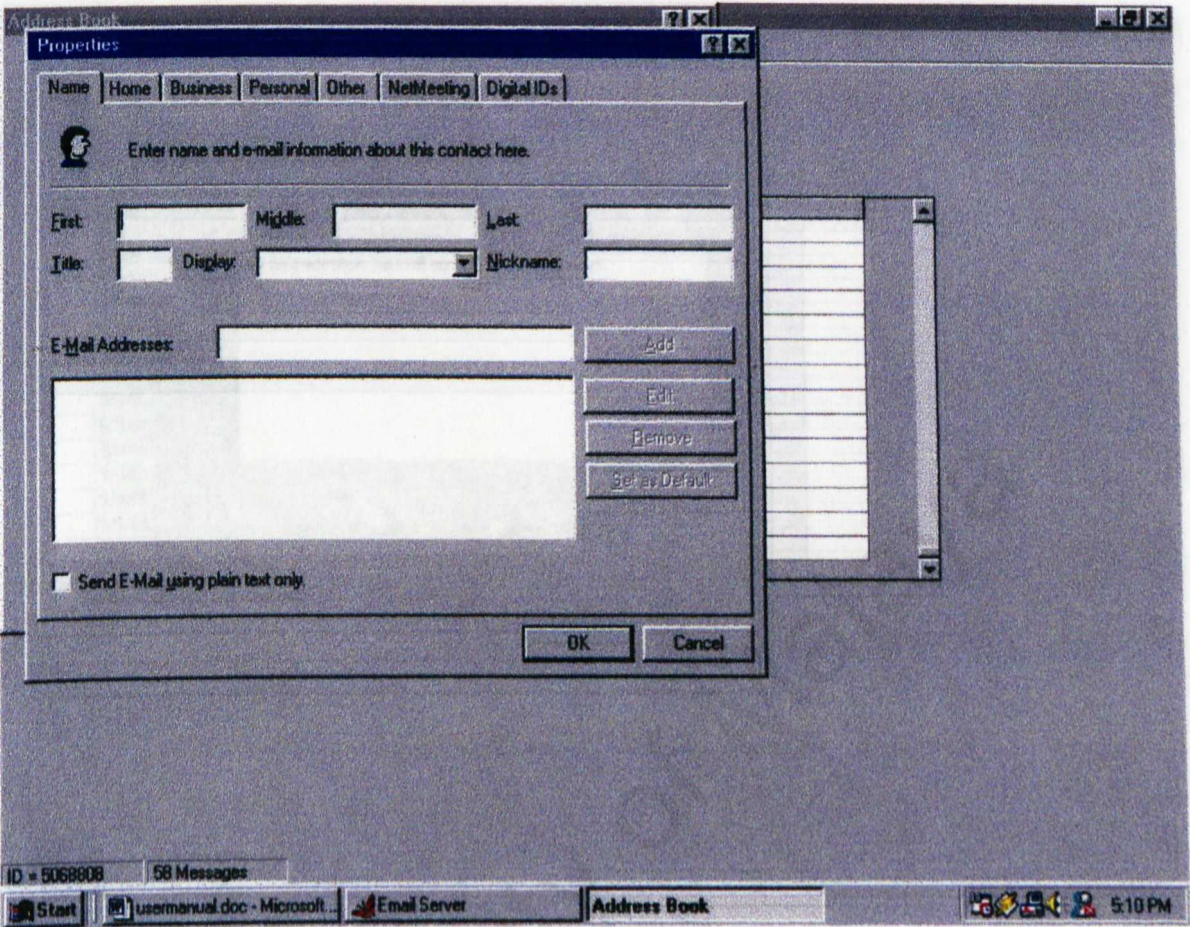 Address Book
Properties
Name Home Business Personal Other NetMeeting Digital IDs
Enter name and e-mail information about this contact here.
First: Middle: Last:
Title: Display: Nickname:
E-Mail Addresses: Add
Edit
Remove
Set as Default
Send E-Mail using plain text only.
OK Cancel
ID = 5068808 58 Messages
Start usermanual.doc - Microsoft... Email Server Address Book 5:10 PM